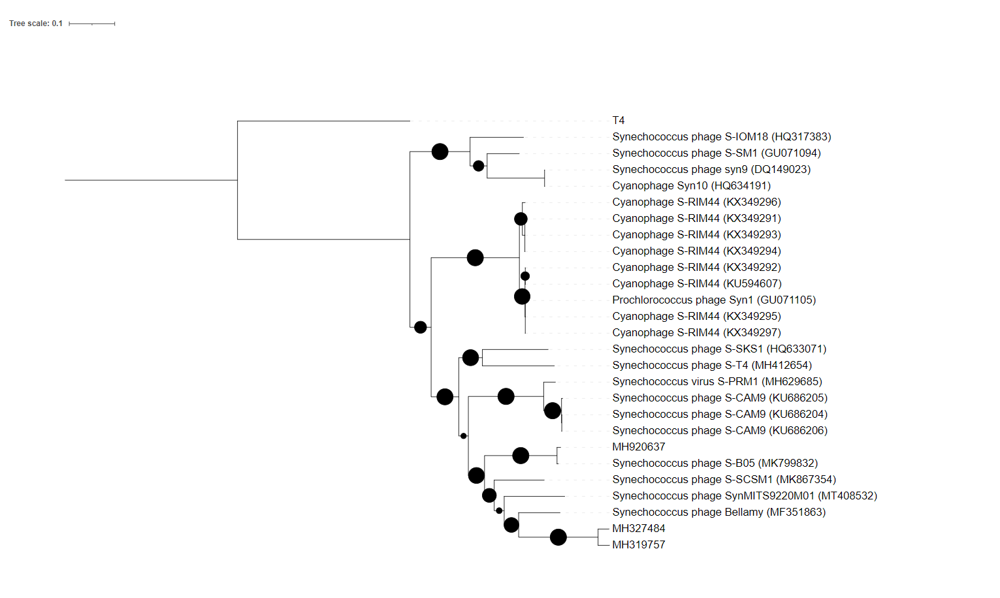 Tree scale: 0.1
T4
Synechococcus phage S-IOM18 (HQ317383)
Synechococcus phage S-SM1 (GU071094)
Synechococcus phage syn9 (DQ149023)
Cyanophage Syn10 (HQ634191)
Cyanophage S-RIM44 (KX349296)
Cyanophage S-RIM44 (KX349291)
Cyanophage S-RIM44 (KX349293)
Cyanophage S-RIM44 (KX349294)
Cyanophage S-RIM44 (KX349292)
Cyanophage S-RIM44 (KU594607)
Prochlorococcus phage Syn1 (GU071105)
Cyanophage S-RIM44 (KX349295)
Cyanophage S-RIM44 (KX349297)
Synechococcus phage S-SKS1 (HQ633071)
Synechococcus phage S-T4 (MH412654)
Synechococcus virus S-PRM1 (MH629685)
Synechococcus phage S-CAM9 (KU686205)
Synechococcus phage S-CAM9 (KU686204)
Synechococcus phage S-CAM9 (KU686206)
MH920637
Synechococcus phage S-B05 (MK799832)
Synechococcus phage S-SCSM1 (MK867354)
Synechococcus phage SynMITS9220M01 (MT408532)
Synechococcus phage Bellamy (MF351863)
MH327484
MH319757